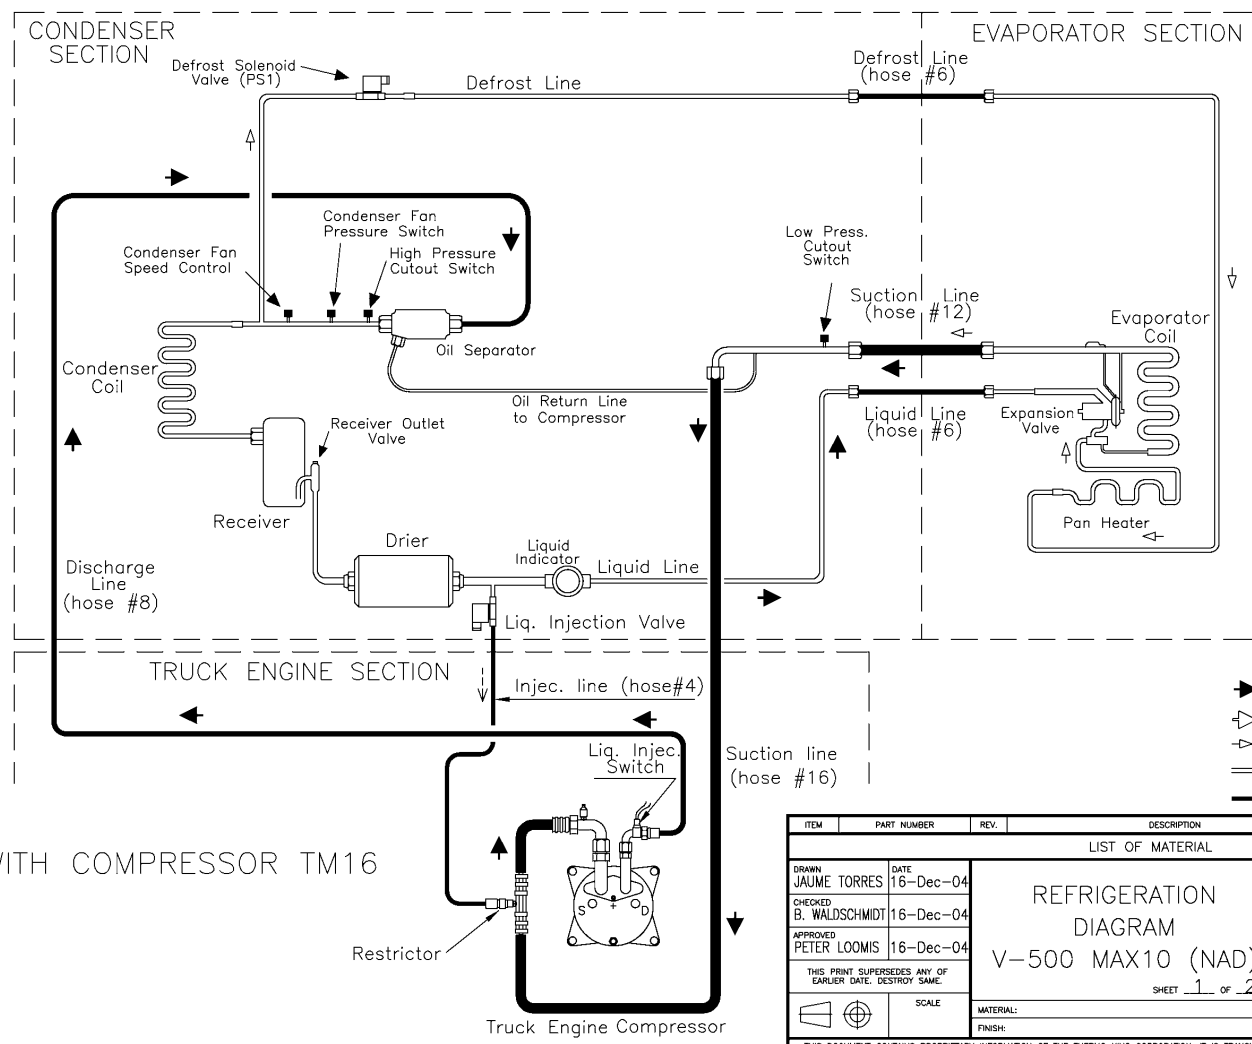 CONDENSER
SECTION
EVAPORATOR SECTION
Defrost Solenoid
Valve (PS1)
Defrost Line
Defrost Line
(hose #6)
Condenser Fan
Pressure Switch
Condenser Fan
Speed Control
High Pressure
Cutout Switch
Low Press.
Cutout
Switch
Suction Line
(hose #12)
Evaporator
Coil
Oil Separator
Condenser
Coil
Oil Return Line
to Compressor
Liquid Line
(hose #6)
Expansion
Valve
Receiver Outlet
Valve
Receiver
Pan Heater
Drier
Liquid
Indicator
Liquid Line
Discharge
Line
(hose #8)
Liq. Injection Valve
TRUCK ENGINE SECTION
Injec. line (hose#4)
Liq. Injec.
Switch
Suction line
(hose #16)
WITH COMPRESSOR TM16
S
D
Restrictor
Truck Engine Compressor
ITEM
PART NUMBER
REV.
DESCRIPTION
LIST OF MATERIAL
DRAWN
JAUME TORRES
DATE
16-Dec-04
CHECKED
B. WALDSCHMIDT
16-Dec-04
APPROVED
PETER LOOMIS
16-Dec-04
REFRIGERATION
DIAGRAM
V-500 MAX10 (NAD)
SHEET 1 OF 2
THIS PRINT SUPERSEDES ANY OF
EARLIER DATE. DESTROY SAME.
SCALE
MATERIAL:
FINISH: